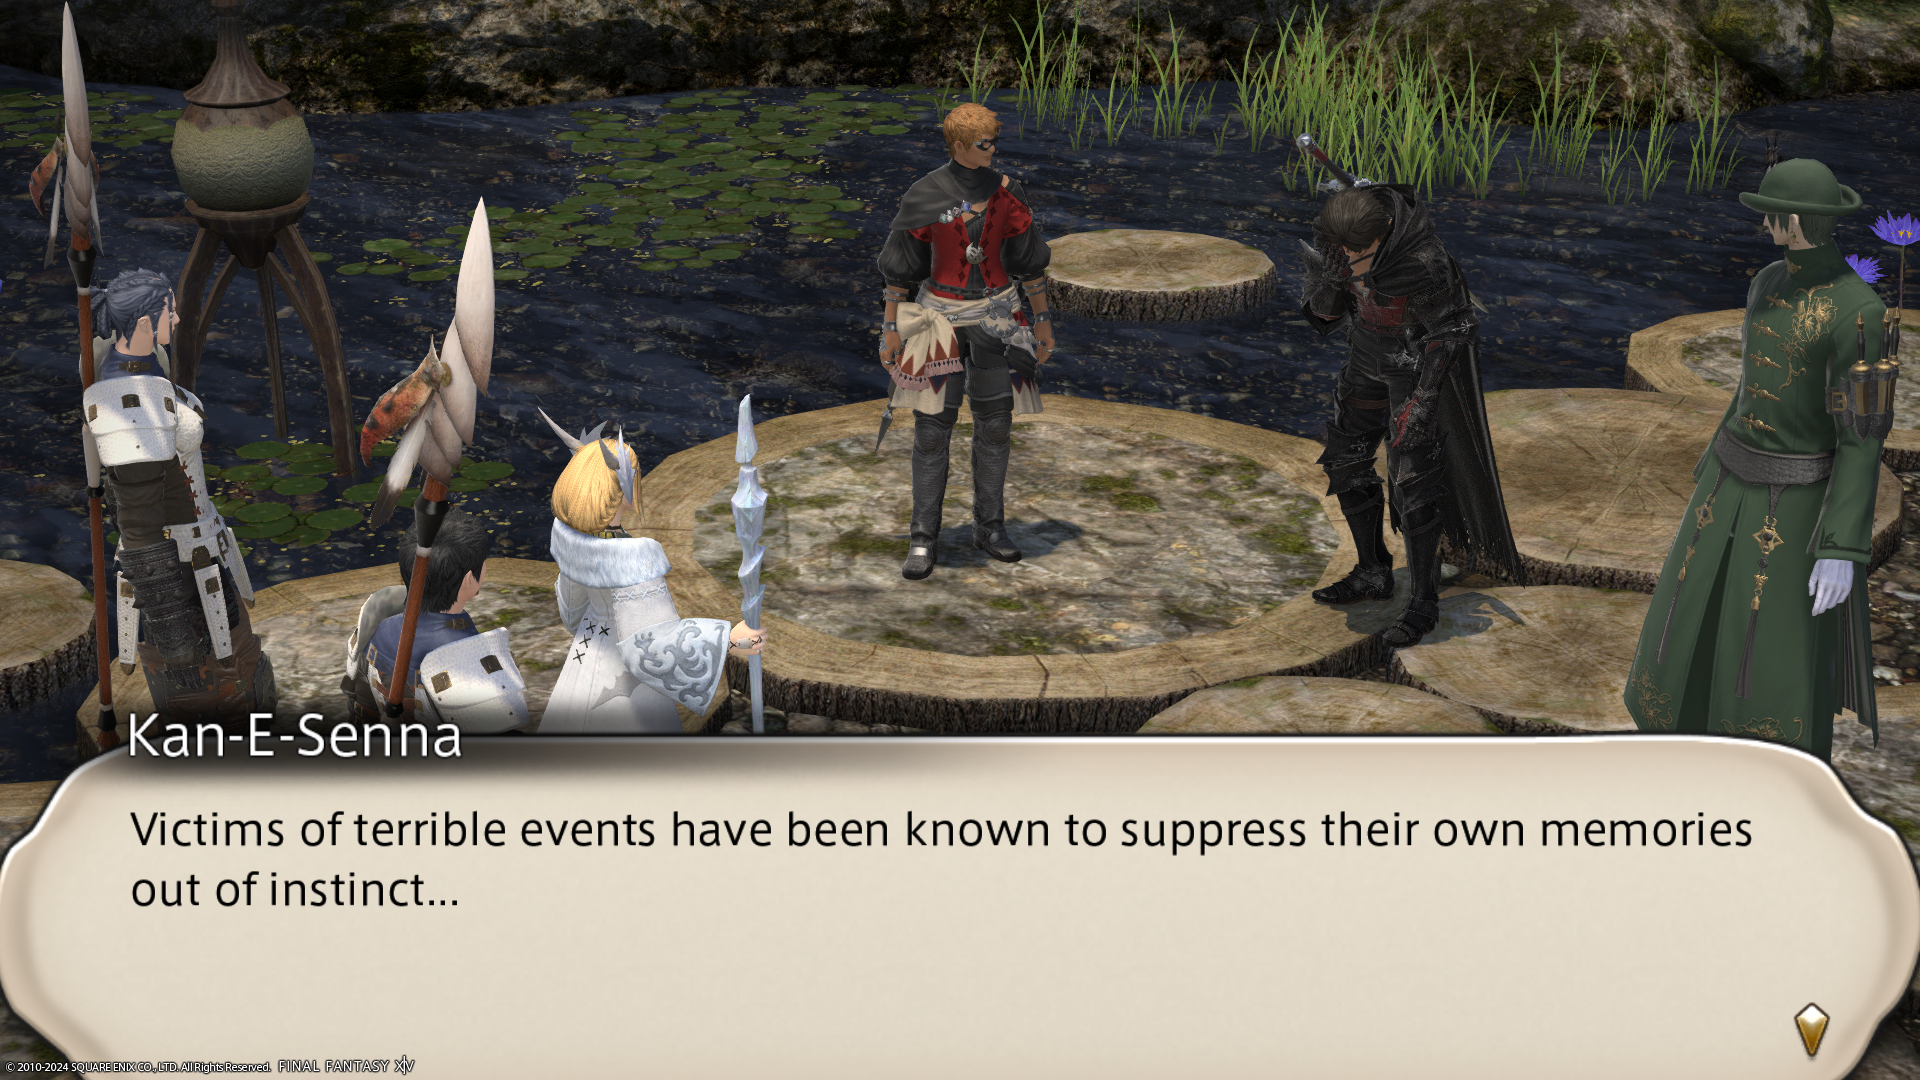 Kan-E-Senna
Victims of terrible events have been known to suppress their own memories
out of instinct...
© 2010-2024 SQUARE ENIX CO., LTD. All Rights Reserved. FINAL FANTASY XIV